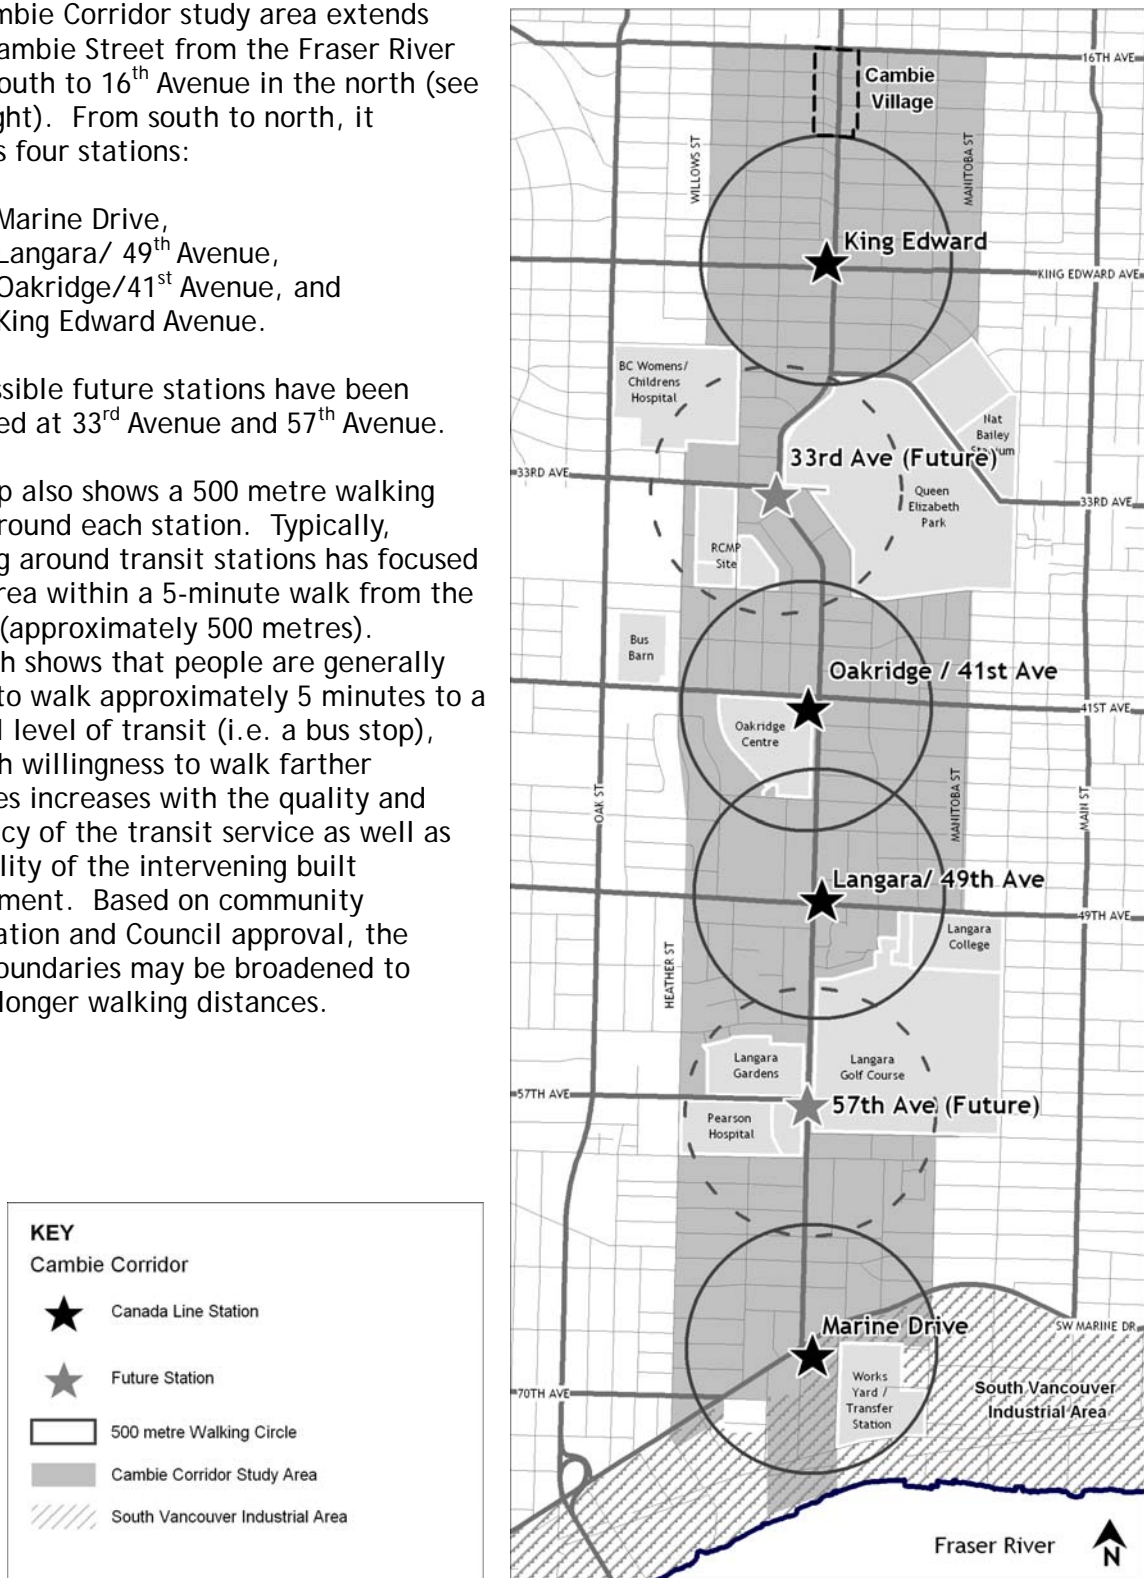 mbie Corridor study area extends
ambie Street from the Fraser River
outh to 16th Avenue in the north (see
ght). From south to north, it
s four stations:
Marine Drive,
Langara/ 49th Avenue,
Oakridge/41st Avenue, and
King Edward Avenue.
ssible future stations have been
ed at 33rd Avenue and 57th Avenue.
p also shows a 500 metre walking
round each station. Typically,
g around transit stations has focused
rea within a 5-minute walk from the
(approximately 500 metres).
h shows that people are generally
to walk approximately 5 minutes to a
l level of transit (i.e. a bus stop),
h willingness to walk farther
es increases with the quality and
cy of the transit service as well as
lity of the intervening built
ment. Based on community
ation and Council approval, the
oundaries may be broadened to
longer walking distances.
KEY
Cambie Corridor
Canada Line Station
Future Station
500 metre Walking Circle
Cambie Corridor Study Area
South Vancouver Industrial Area
16TH AVE
Cambie
Village
WILLOWS ST
MANITOBA ST
King Edward
KING EDWARD AVE
BC Womens/
Childrens
Hospital
Nat
Bailey
Stadium
33rd Ave (Future)
33RD AVE
Queen
Elizabeth
Park
33RD AVE
RCMP
Site
Bus
Barn
Oakridge / 41st Ave
41ST AVE
Oakridge
Centre
OAK ST
MANITOBA ST
MAIN ST
Langara/ 49th Ave
49TH AVE
Langara
College
HEATHER ST
Langara
Gardens
Langara
Golf Course
57TH AVE
57th Ave (Future)
Pearson
Hospital
Marine Drive
SW MARINE DR
70TH AVE
Works
Yard /
Transfer
Station
South Vancouver
Industrial Area
Fraser River
N